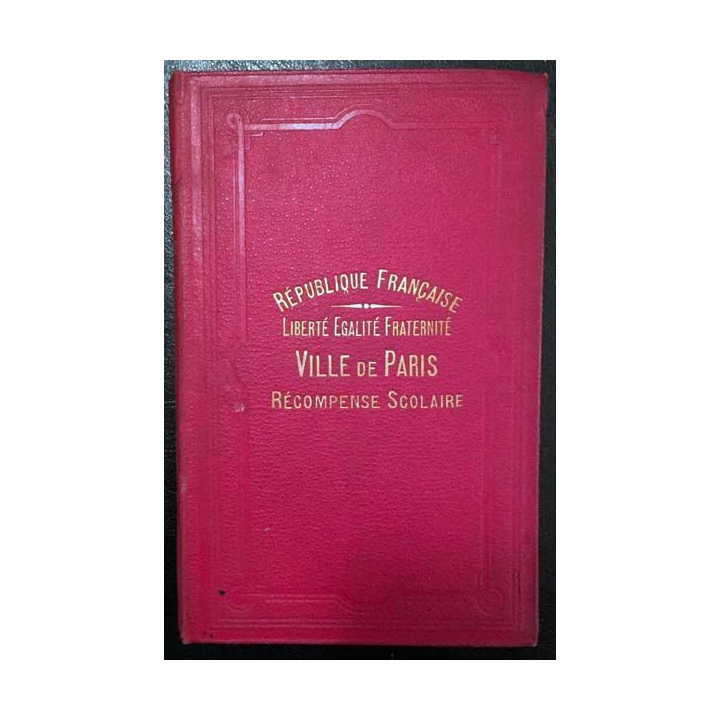 RÉPUBLIQUE FRANÇAISE
LIBERTÉ EGALITÉ FRATERNITÉ
VILLE DE PARIS
RÉCOMPENSE SCOLAIRE